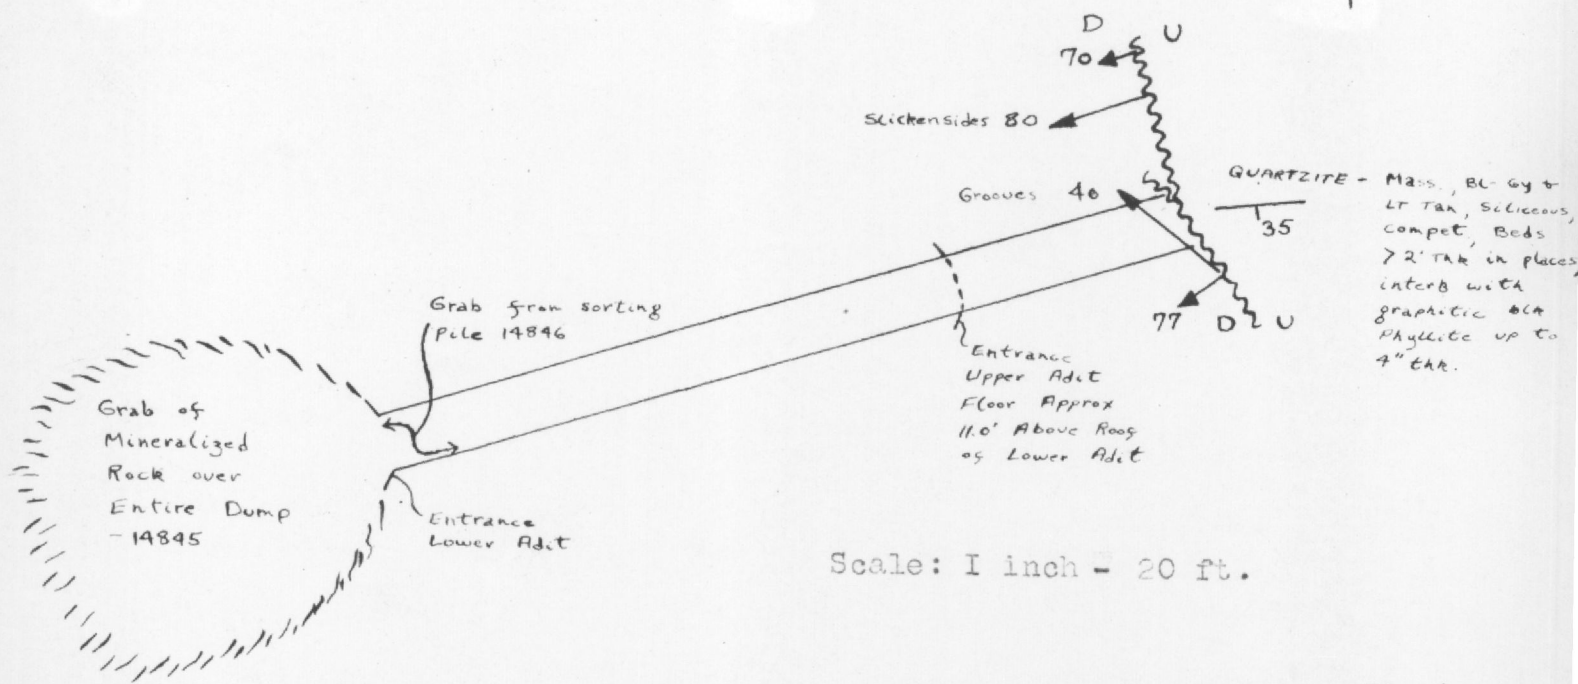 D U
70
Slickensides 80
Grooves 40
QUARTZITE - Mass, BL-Gy to
LT Tan, Siliceous,
compet, Beds
> 2' Thk in places,
interb with
graphitic blk
Phyllite up to
4" thk.
35
77 D U
Grab from sorting
Pile 14846
Entrance
Upper Adit
Floor Approx
11.0' Above Roof
of Lower Adit
Grab of
Mineralized
Rock over
Entire Dump
- 14845
Entrance
Lower Adit
Scale: I inch - 20 ft.